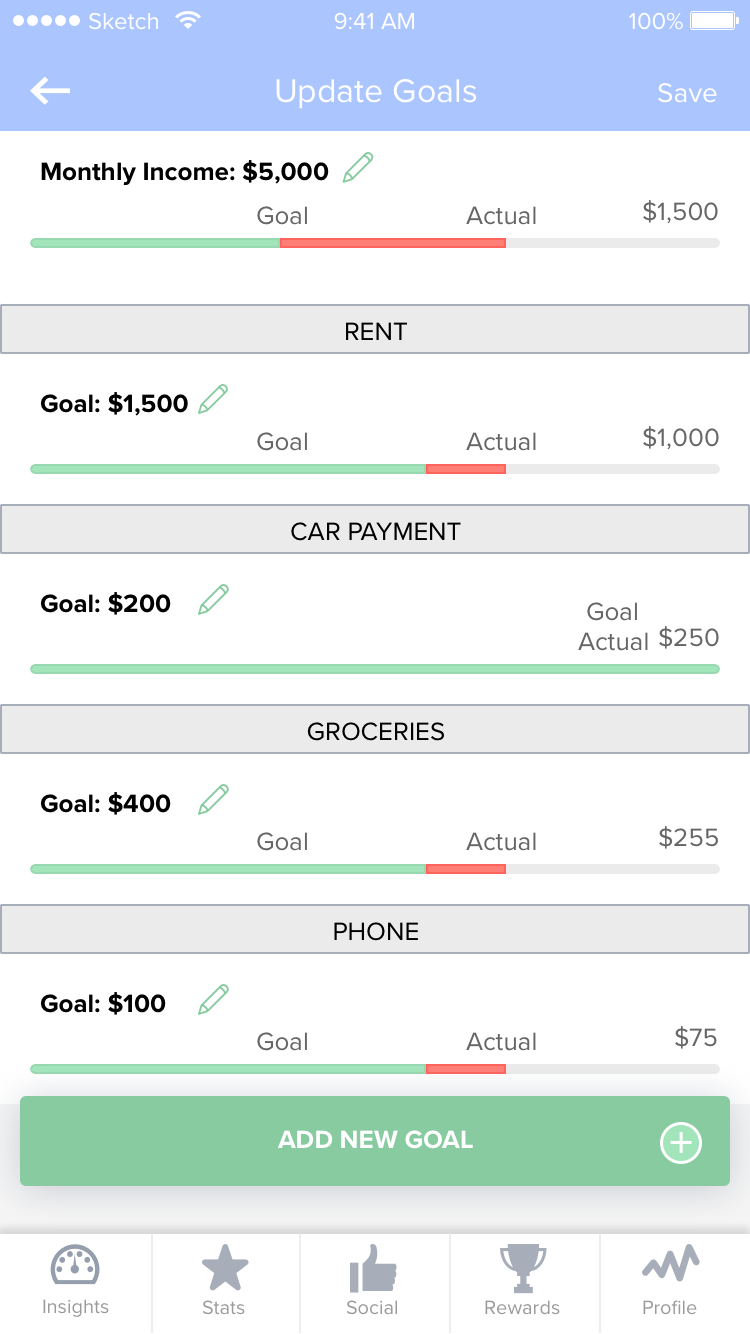 Sketch 9:41 AM 100%
Update Goals Save
Monthly Income: $5,000
Goal Actual $1,500
RENT
Goal: $1,500
Goal Actual $1,000
CAR PAYMENT
Goal: $200
Goal
Actual $250
GROCERIES
Goal: $400
Goal Actual $255
PHONE
Goal: $100
Goal Actual $75
ADD NEW GOAL
Insights Stats Social Rewards Profile